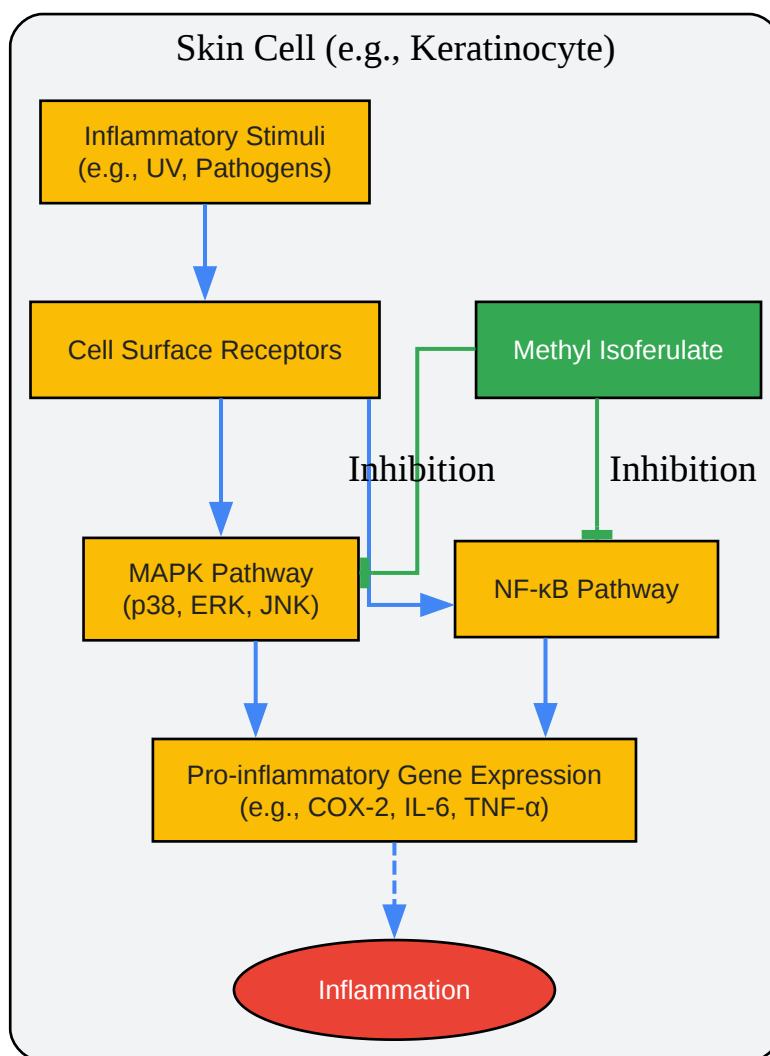 Skin Cell (e.g., Keratinocyte)
Inflammatory Stimuli
(e.g., UV, Pathogens)
Cell Surface Receptors
Methyl Isoferulate
Inhibition
Inhibition
MAPK Pathway
(p38, ERK, JNK)
NF-κB Pathway
Pro-inflammatory Gene Expression
(e.g., COX-2, IL-6, TNF-α)
Inflammation